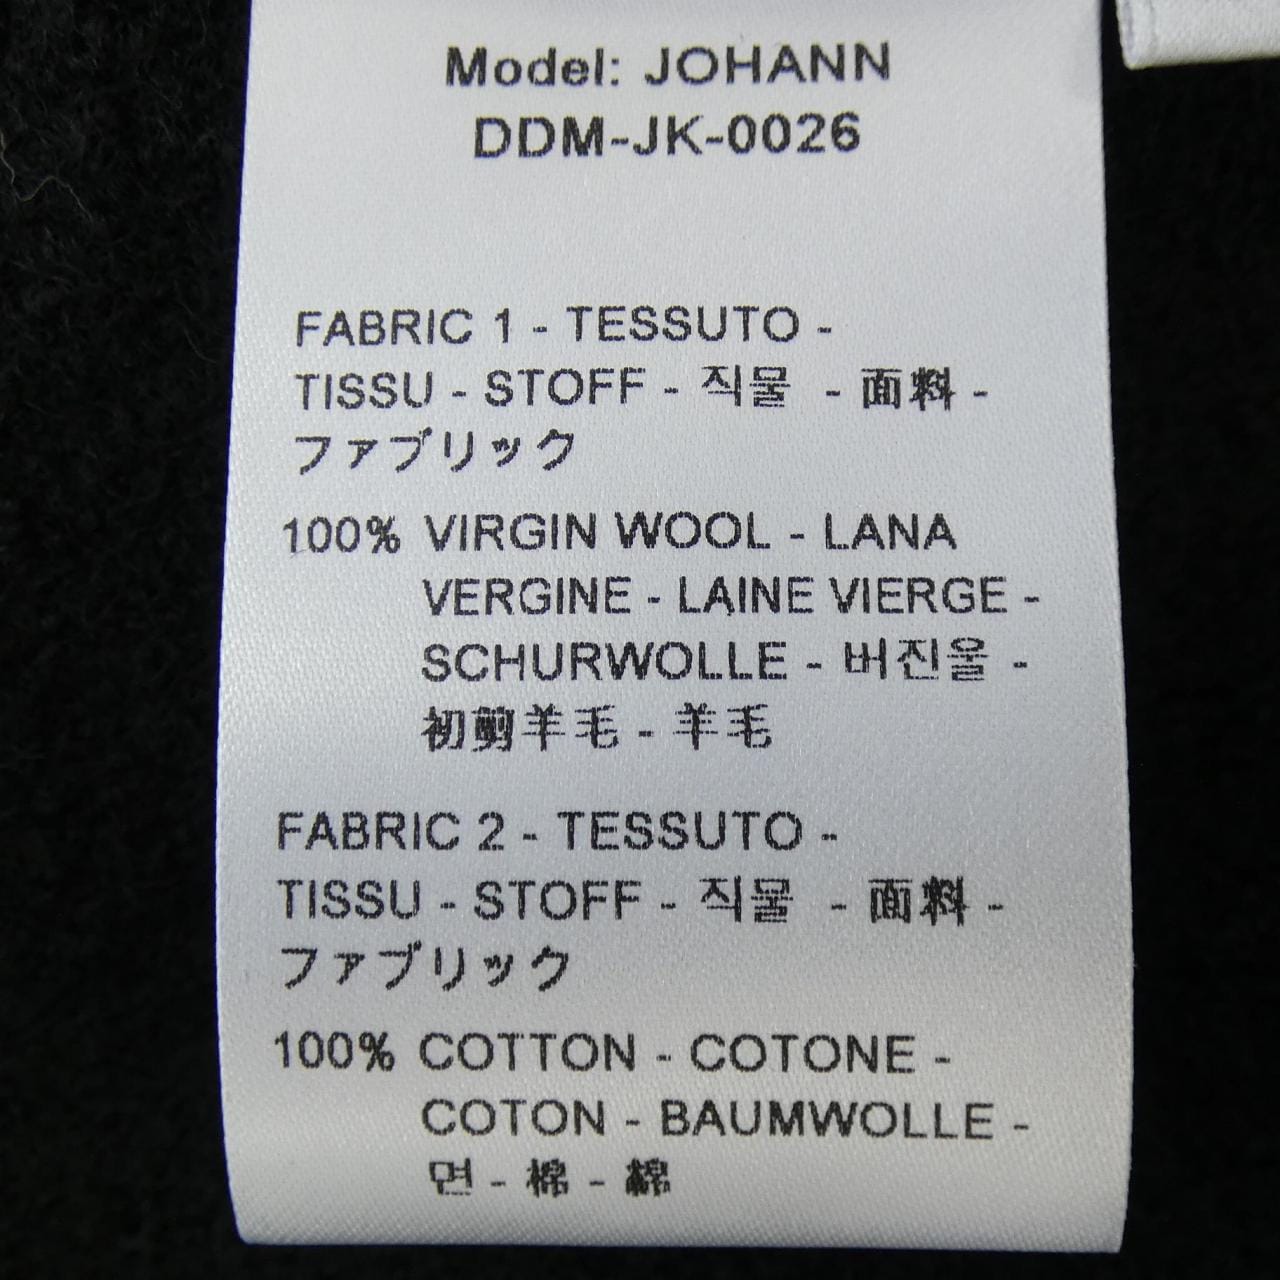 Model: JOHANN
DDM-JK-0026
FABRIC 1 - TESSUTO -
TISSU - STOFF - 직물 - 面料 -
ファブリック
100% VIRGIN WOOL - LANA
VERGINE - LAINE VIERGE -
SCHURWOLLE - 버진울 -
初剪羊毛 - 羊毛
FABRIC 2 - TESSUTO -
TISSU - STOFF - 직물 - 面料 -
ファブリック
100% COTTON - COTONE -
COTON - BAUMWOLLE -
면 - 棉 - 綿